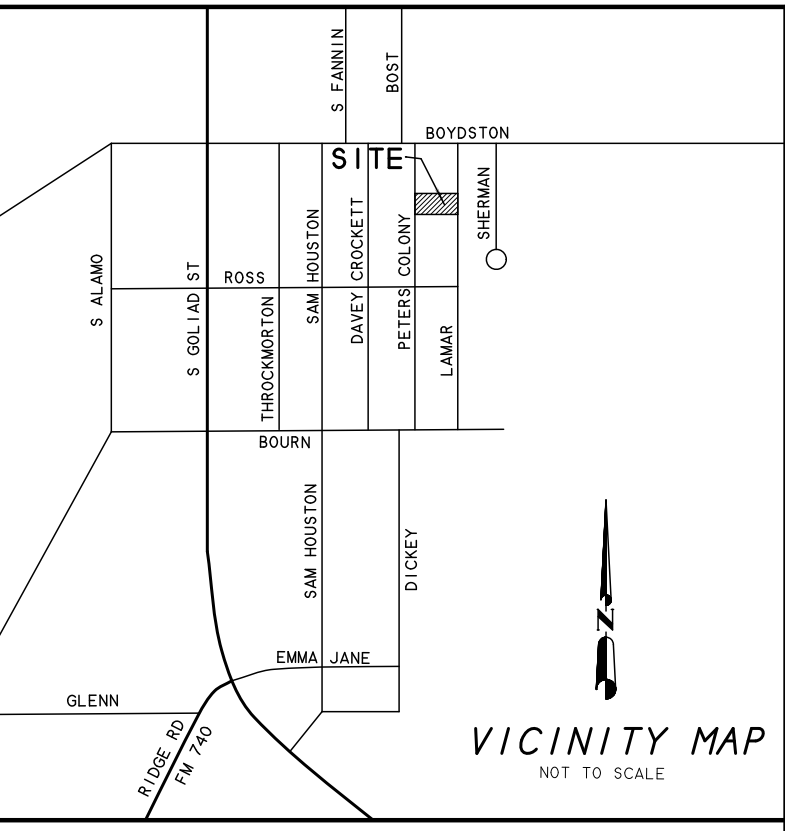 S FANNIN
BOST
BOYDSTON
SITE
SHERMAN
S ALAMO
S GOLIAD ST
ROSS
THROCKMORTON
SAM HOUSTON
DAVEY CROCKETT
PETERS COLONY
LAMAR
BOURN
SAM HOUSTON
DICKEY
EMMA JANE
GLENN
RIDGE RD
FM 740
N
VICINITY MAP
NOT TO SCALE